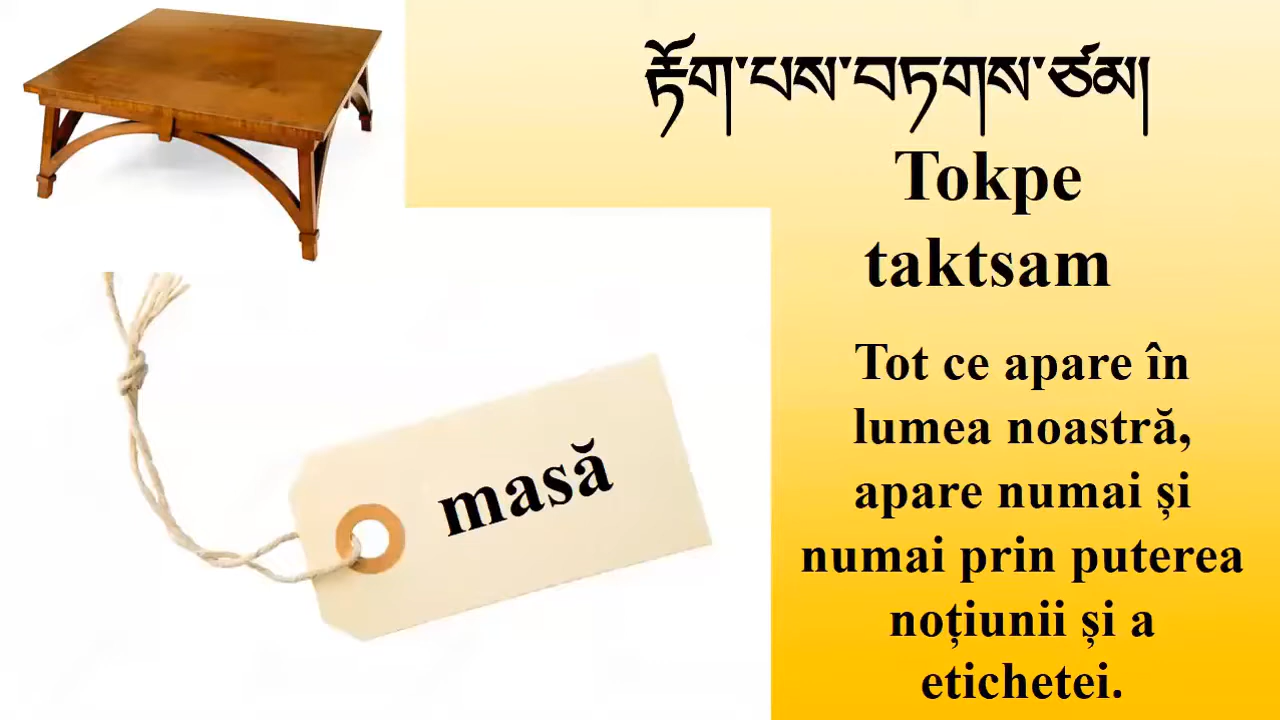 རྟོག་པས་བཏགས་ཙམ།
Tokpe
taktsam
Tot ce apare în
lumea noastră,
apare numai și
numai prin puterea
noțiunii și a
etichetei.
masă